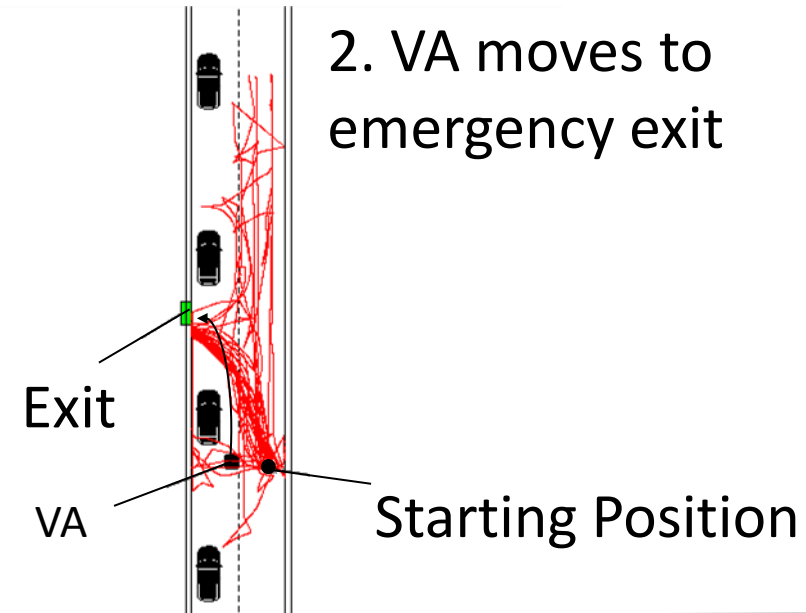 2. VA moves to
emergency exit
Exit
VA
Starting Position